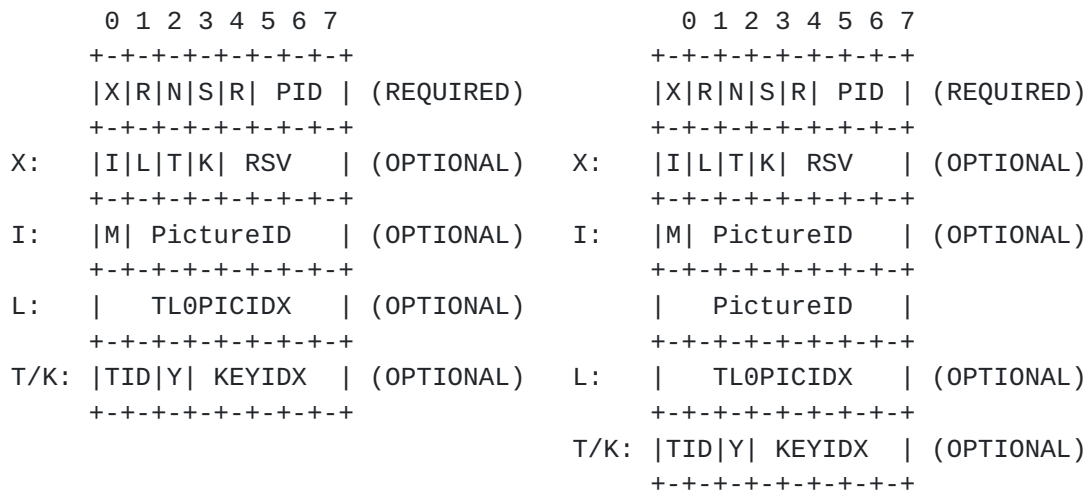 0 1 2 3 4 5 6 7                      0 1 2 3 4 5 6 7
     +-+-+-+-+-+-+-+-+                   +-+-+-+-+-+-+-+-+
     |X|R|N|S|R| PID | (REQUIRED)        |X|R|N|S|R| PID | (REQUIRED)
     +-+-+-+-+-+-+-+-+                   +-+-+-+-+-+-+-+-+
X:   |I|L|T|K| RSV   | (OPTIONAL)   X:   |I|L|T|K| RSV   | (OPTIONAL)
     +-+-+-+-+-+-+-+-+                   +-+-+-+-+-+-+-+-+
I:   |M| PictureID   | (OPTIONAL)   I:   |M| PictureID   | (OPTIONAL)
     +-+-+-+-+-+-+-+-+                   +-+-+-+-+-+-+-+-+
L:   |   TL0PICIDX   | (OPTIONAL)        |   PictureID   |
     +-+-+-+-+-+-+-+-+                   +-+-+-+-+-+-+-+-+
T/K: |TID|Y| KEYIDX  | (OPTIONAL)   L:   |   TL0PICIDX   | (OPTIONAL)
     +-+-+-+-+-+-+-+-+                   +-+-+-+-+-+-+-+-+
                                    T/K: |TID|Y| KEYIDX  | (OPTIONAL)
                                         +-+-+-+-+-+-+-+-+